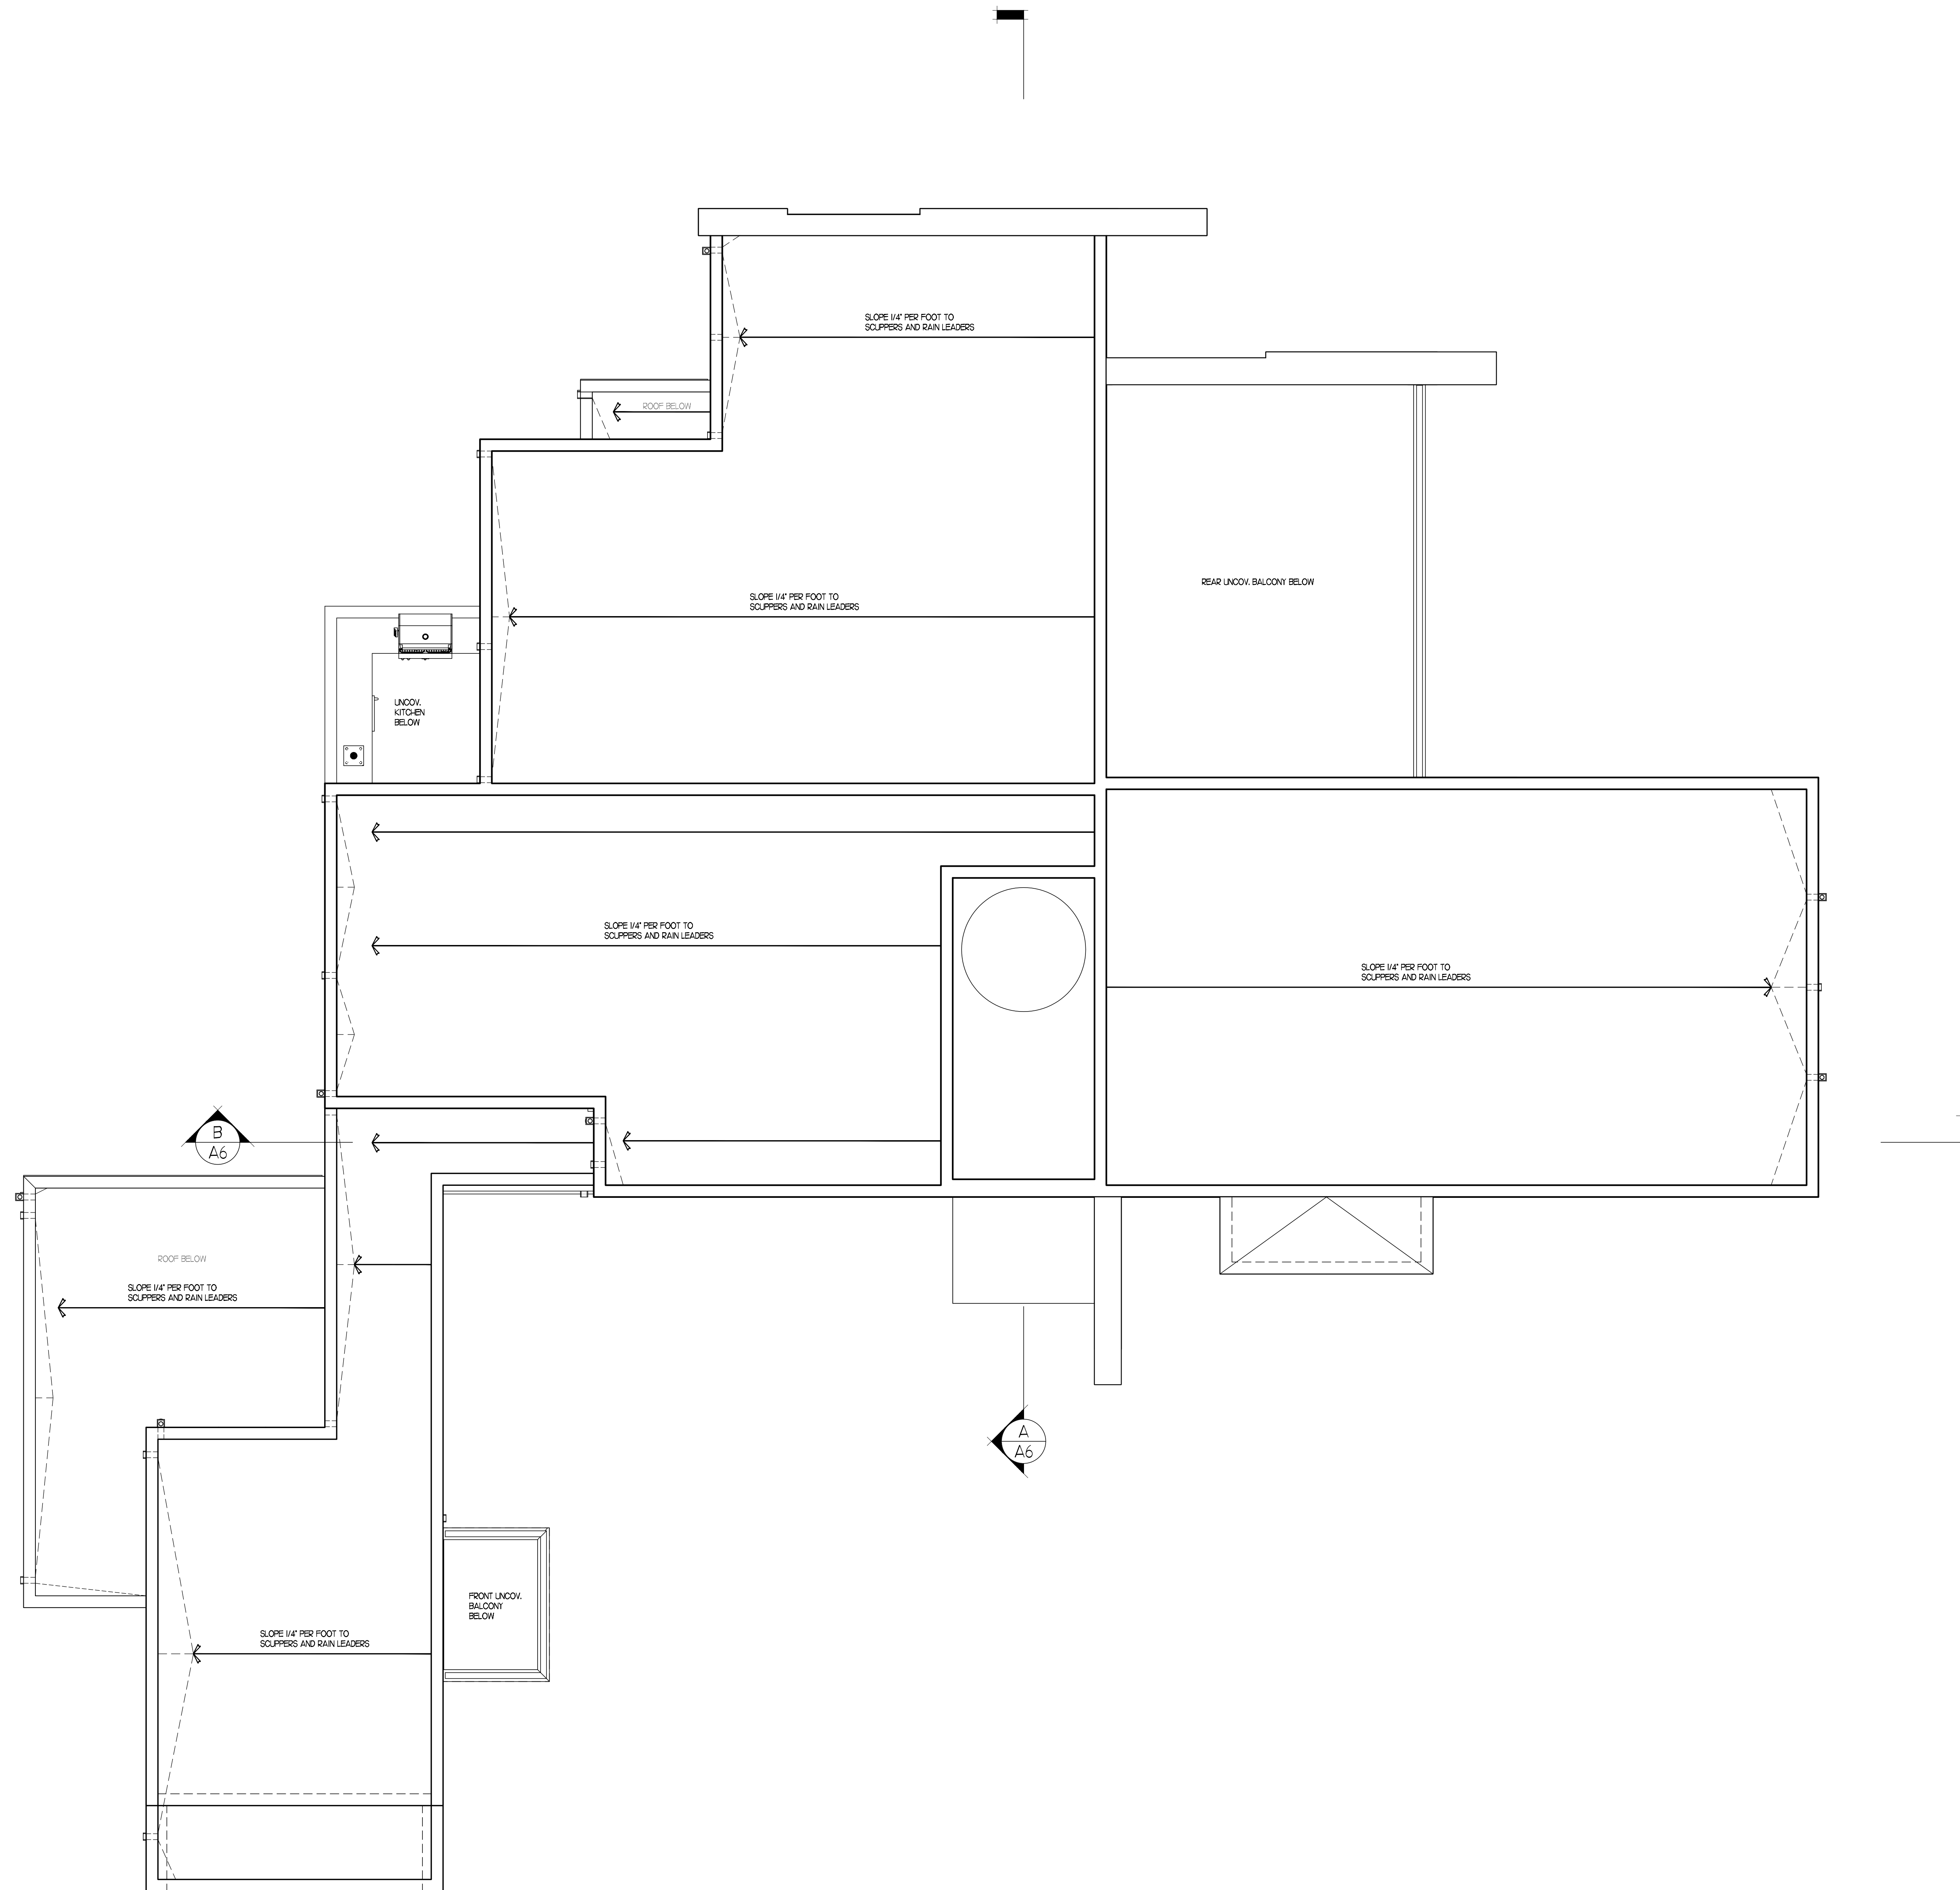 SLOPE 1/4" PER FOOT TO
SCUPPERS AND RAIN LEADERS
ROOF BELOW
REAR UNCOV. BALCONY BELOW
SLOPE 1/4" PER FOOT TO
SCUPPERS AND RAIN LEADERS
UNCOV.
KITCHEN
BELOW
SLOPE 1/4" PER FOOT TO
SCUPPERS AND RAIN LEADERS
SLOPE 1/4" PER FOOT TO
SCUPPERS AND RAIN LEADERS
B
A6
ROOF BELOW
SLOPE 1/4" PER FOOT TO
SCUPPERS AND RAIN LEADERS
A
A6
FRONT UNCOV.
BALCONY
BELOW
SLOPE 1/4" PER FOOT TO
SCUPPERS AND RAIN LEADERS